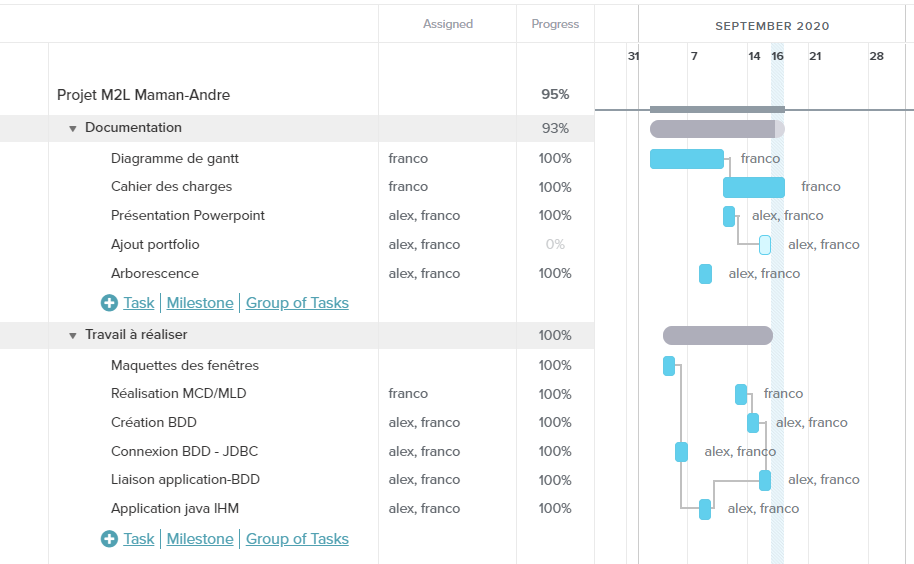 Assigned Progress SEPTEMBER 2020
31 7 14 16 21 28
Projet M2L Maman-Andre 95%
Documentation 93%
Diagramme de gantt franco 100% franco
Cahier des charges franco 100% franco
Présentation Powerpoint alex, franco 100% alex, franco
Ajout portfolio alex, franco 0% alex, franco
Arborescence alex, franco 100% alex, franco
Task Milestone Group of Tasks
Travail à réaliser 100%
Maquettes des fenêtres 100%
Réalisation MCD/MLD franco 100% franco
Création BDD alex, franco 100% alex, franco
Connexion BDD - JDBC alex, franco 100% alex, franco
Liaison application-BDD alex, franco 100% alex, franco
Application java IHM alex, franco 100% alex, franco
Task Milestone Group of Tasks